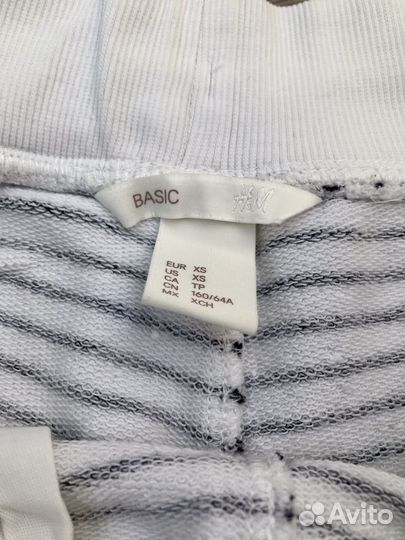 BASIC H&M
EUR XS
US XS
CA TP
CN 160/64A
MX XCH
Avito